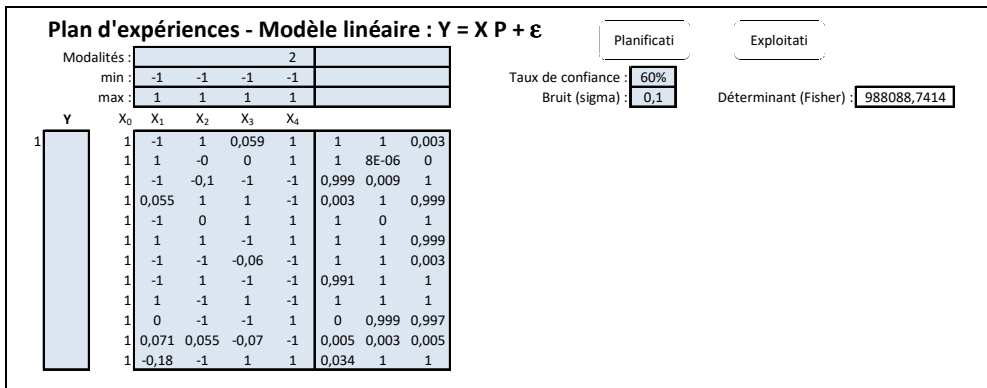 Plan d'expériences - Modèle linéaire : Y = X P + ε
Planificati
Exploitati
Modalités : 2
min : -1 -1 -1 -1
max : 1 1 1 1
Taux de confiance : 60%
Bruit (sigma) : 0,1
Déterminant (Fisher) : 988088,7414
Y X₀ X₁ X₂ X₃ X₄
1 1 -1 1 0,059 1 1 1 0,003
1 1 -0 0 1 1 8E-06 0
1 -1 -0,1 -1 -1 0,999 0,009 1
1 0,055 1 1 -1 0,003 1 0,999
1 -1 0 1 1 1 0 1
1 1 1 -1 1 1 1 0,999
1 -1 -1 -0,06 -1 1 1 0,003
1 -1 1 -1 -1 0,991 1 1
1 1 -1 1 -1 1 1 1
1 0 -1 -1 1 0 0,999 0,997
1 0,071 0,055 -0,07 -1 0,005 0,003 0,005
1 -0,18 -1 1 1 0,034 1 1